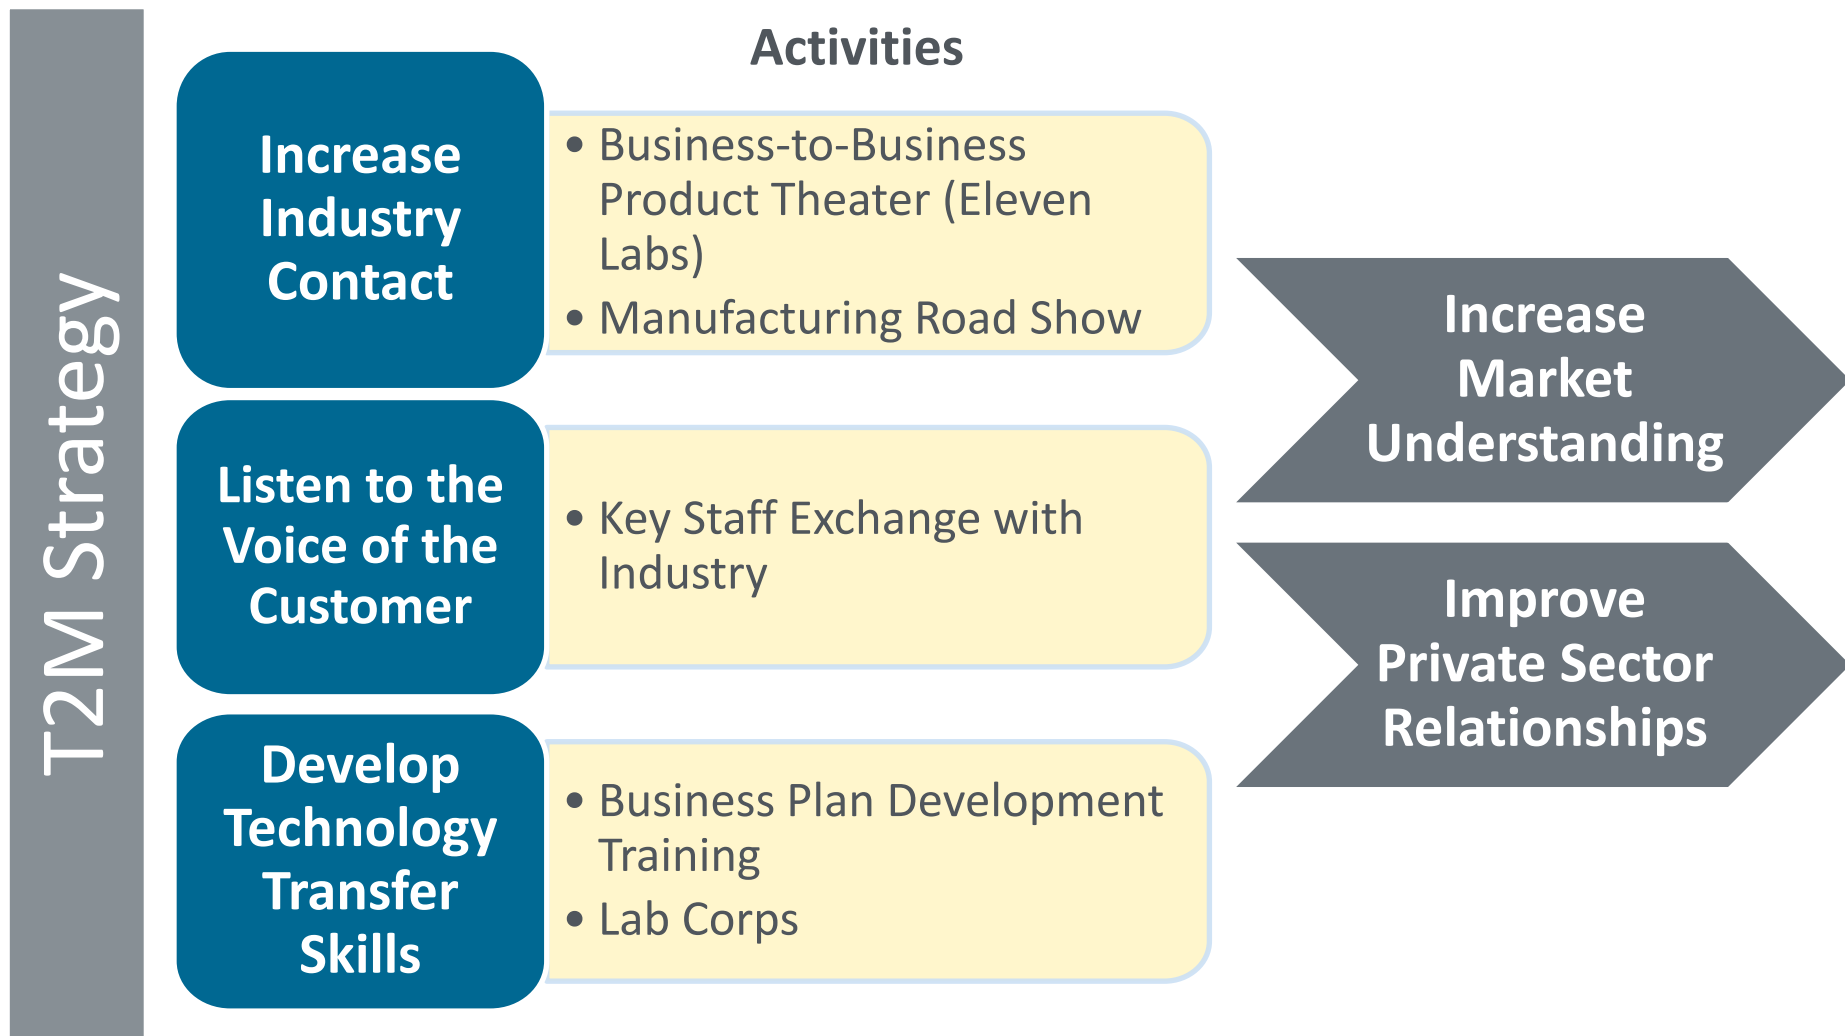 T2M Strategy
Activities
Increase
Industry
Contact
• Business-to-Business
Product Theater (Eleven
Labs)
• Manufacturing Road Show
Listen to the
Voice of the
Customer
• Key Staff Exchange with
Industry
Develop
Technology
Transfer
Skills
• Business Plan Development
Training
• Lab Corps
Increase
Market
Understanding
Improve
Private Sector
Relationships